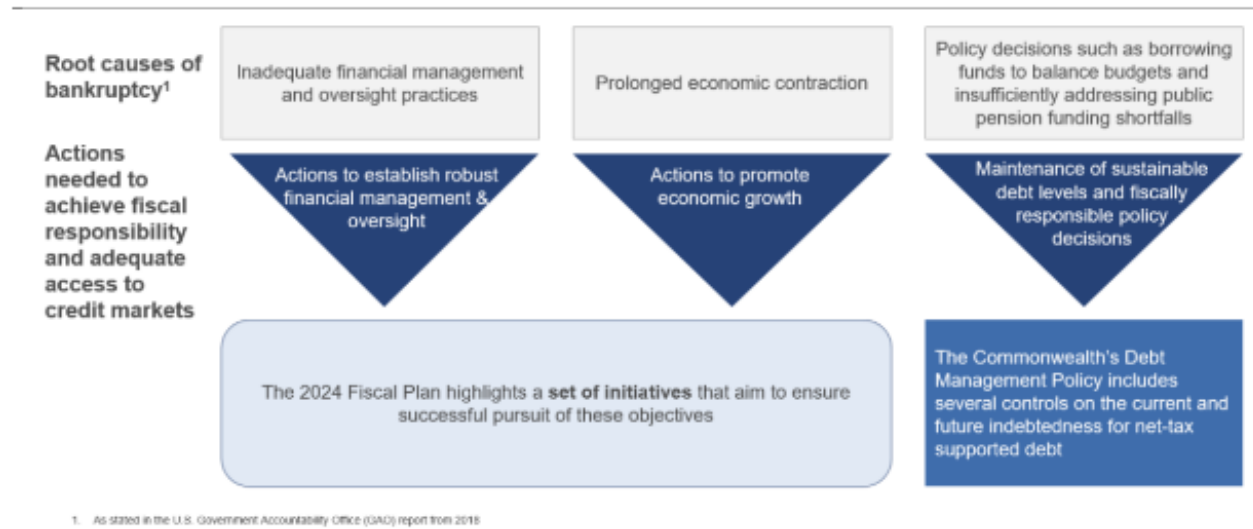 Root causes of
bankruptcy¹
Inadequate financial management
and oversight practices
Prolonged economic contraction
Policy decisions such as borrowing
funds to balance budgets and
insufficiently addressing public
pension funding shortfalls
Actions
needed to
achieve fiscal
responsibility
and adequate
access to
credit markets
Actions to establish robust
financial management &
oversight
Actions to promote
economic growth
Maintenance of sustainable
debt levels and fiscally
responsible policy
decisions
The 2024 Fiscal Plan highlights a set of initiatives that aim to ensure
successful pursuit of these objectives
The Commonwealth's Debt
Management Policy includes
several controls on the current and
future indebtedness for net-tax
supported debt
1. As stated in the U.S. Government Accountability Office (GAO) report from 2018